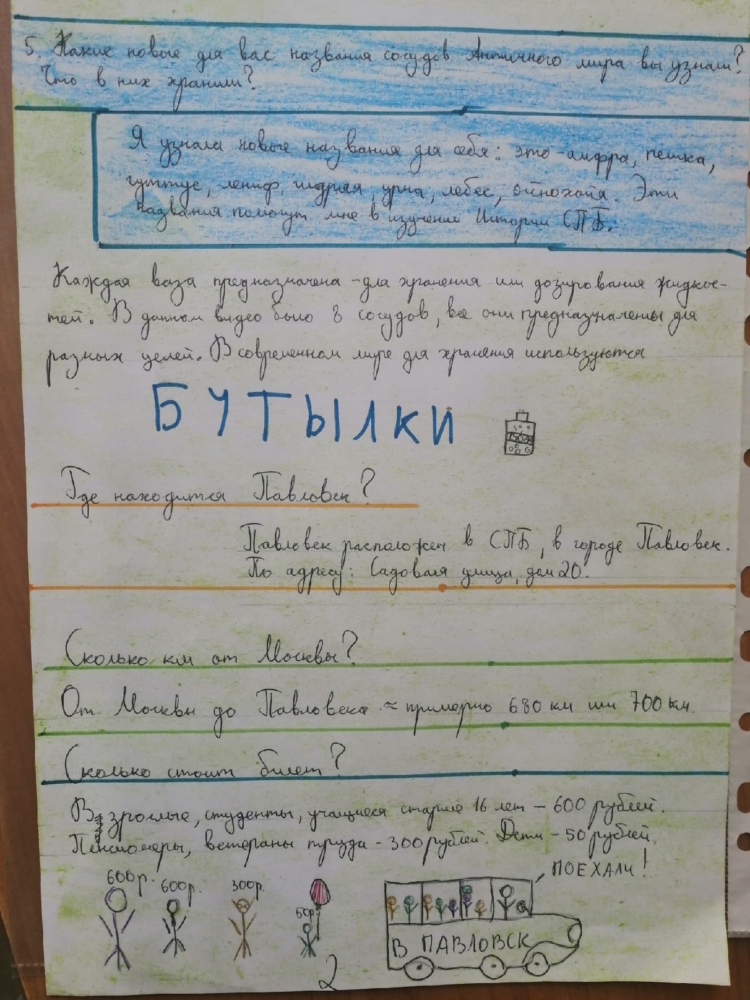 5. Какие новые для вас названия сосудов Античного мира вы узнали?
Что в них хранили?
Я узнала новые названия для себя: это - амфра, пешка,
гуттус, лекиф, гидрия, урна, лебес, ойнохойя. Эти
названия помогут мне в изучении Истории СПБ.
Каждая ваза предназначена - для хранения или дозирования жидкос-
тей. В данном видео было 8 сосудов, все они предназначены для
разных целей. В современном мире для хранения используются
БУТЫЛКИ
Где находится Павловск?
Павловск расположен в СПБ, в городе Павловск.
По адресу: Садовая улица, дом 20.
Сколько км от Москвы?
От Москвы до Павловска ≈ примерно 680 км или 700 км.
Сколько стоит билет?
Взрослые, студенты, учащиеся старше 16 лет - 600 рублей.
Пенсионеры, ветераны труда - 300 рублей. Дети - 50 рублей.
600р. 600р. 300р. 50р. ПОЕХАЛИ!
В ПАВЛОВСК
2